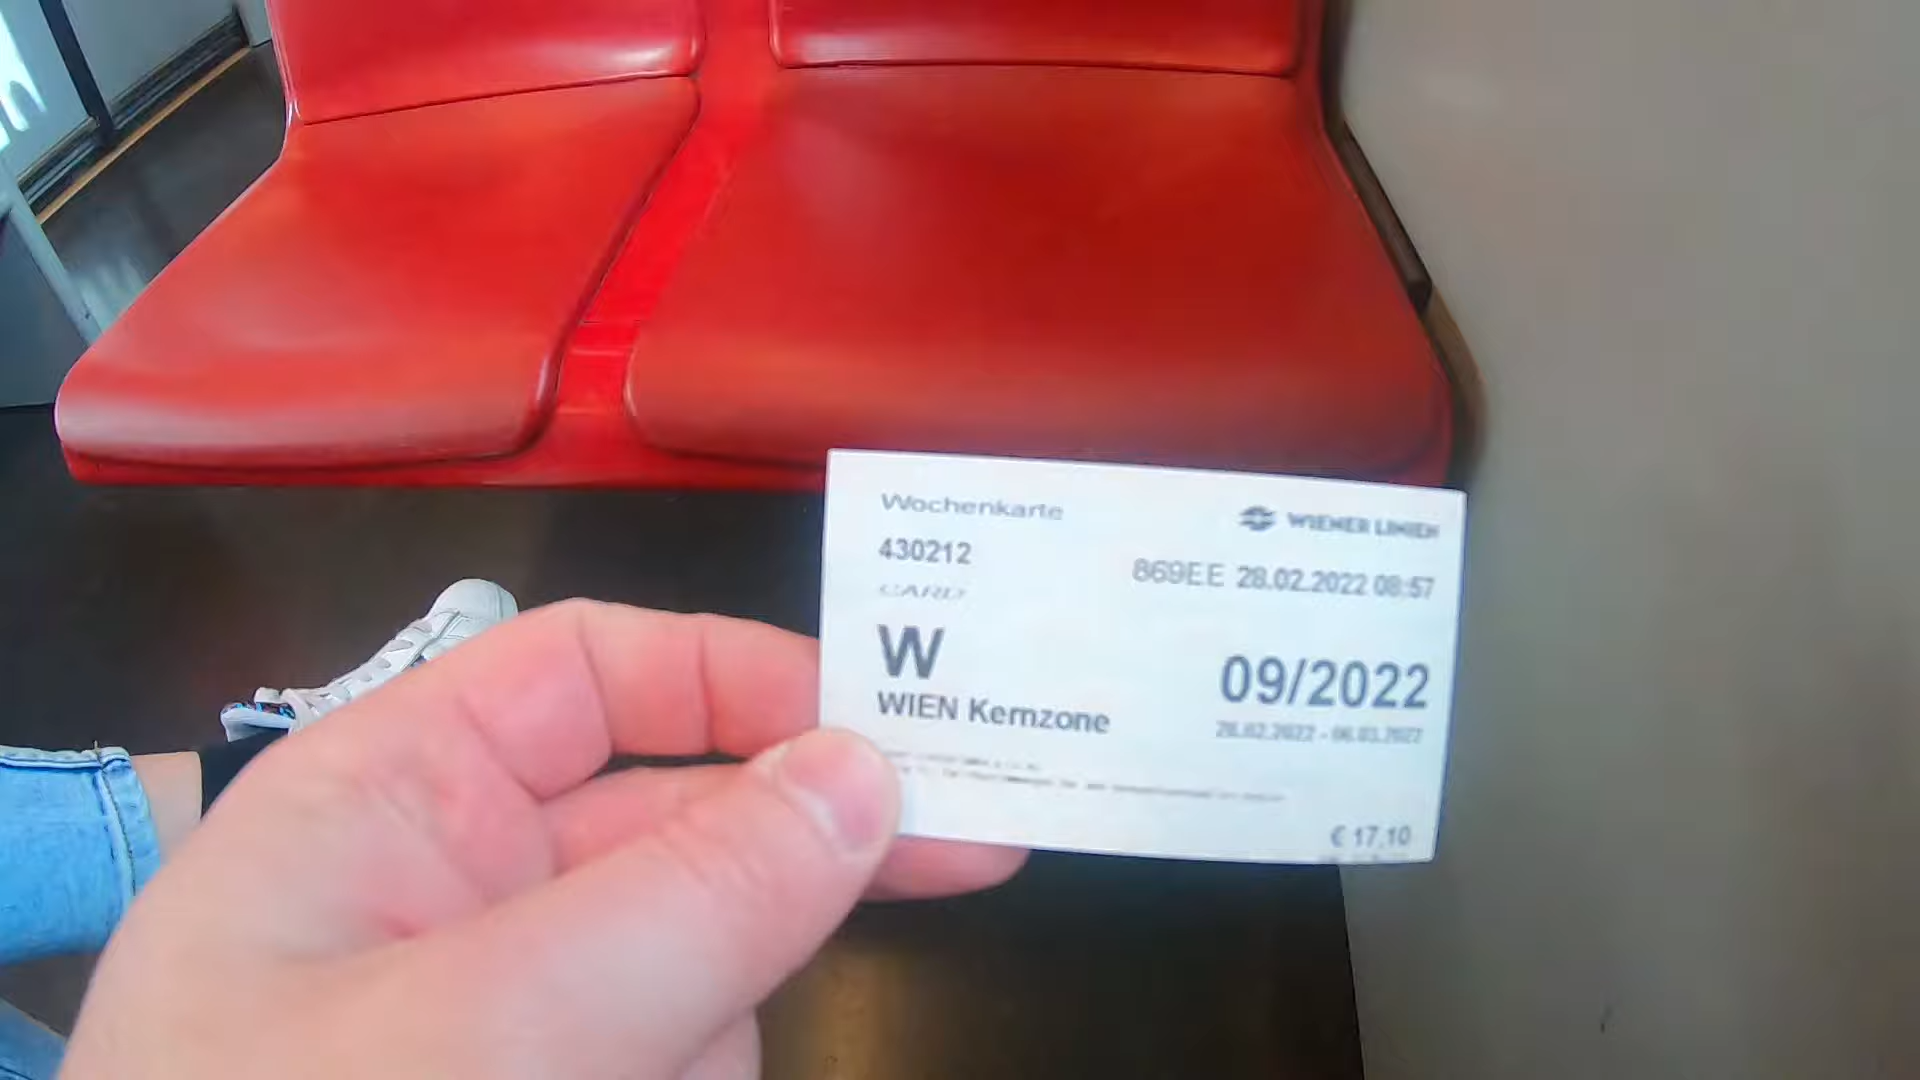 Wochenkarte
WIENER LINIEN
430212
869EE 28.02.2022 08:57
CARD
W
09/2022
WIEN Kernzone
28.02.2022 - 06.03.2022
€ 17,10